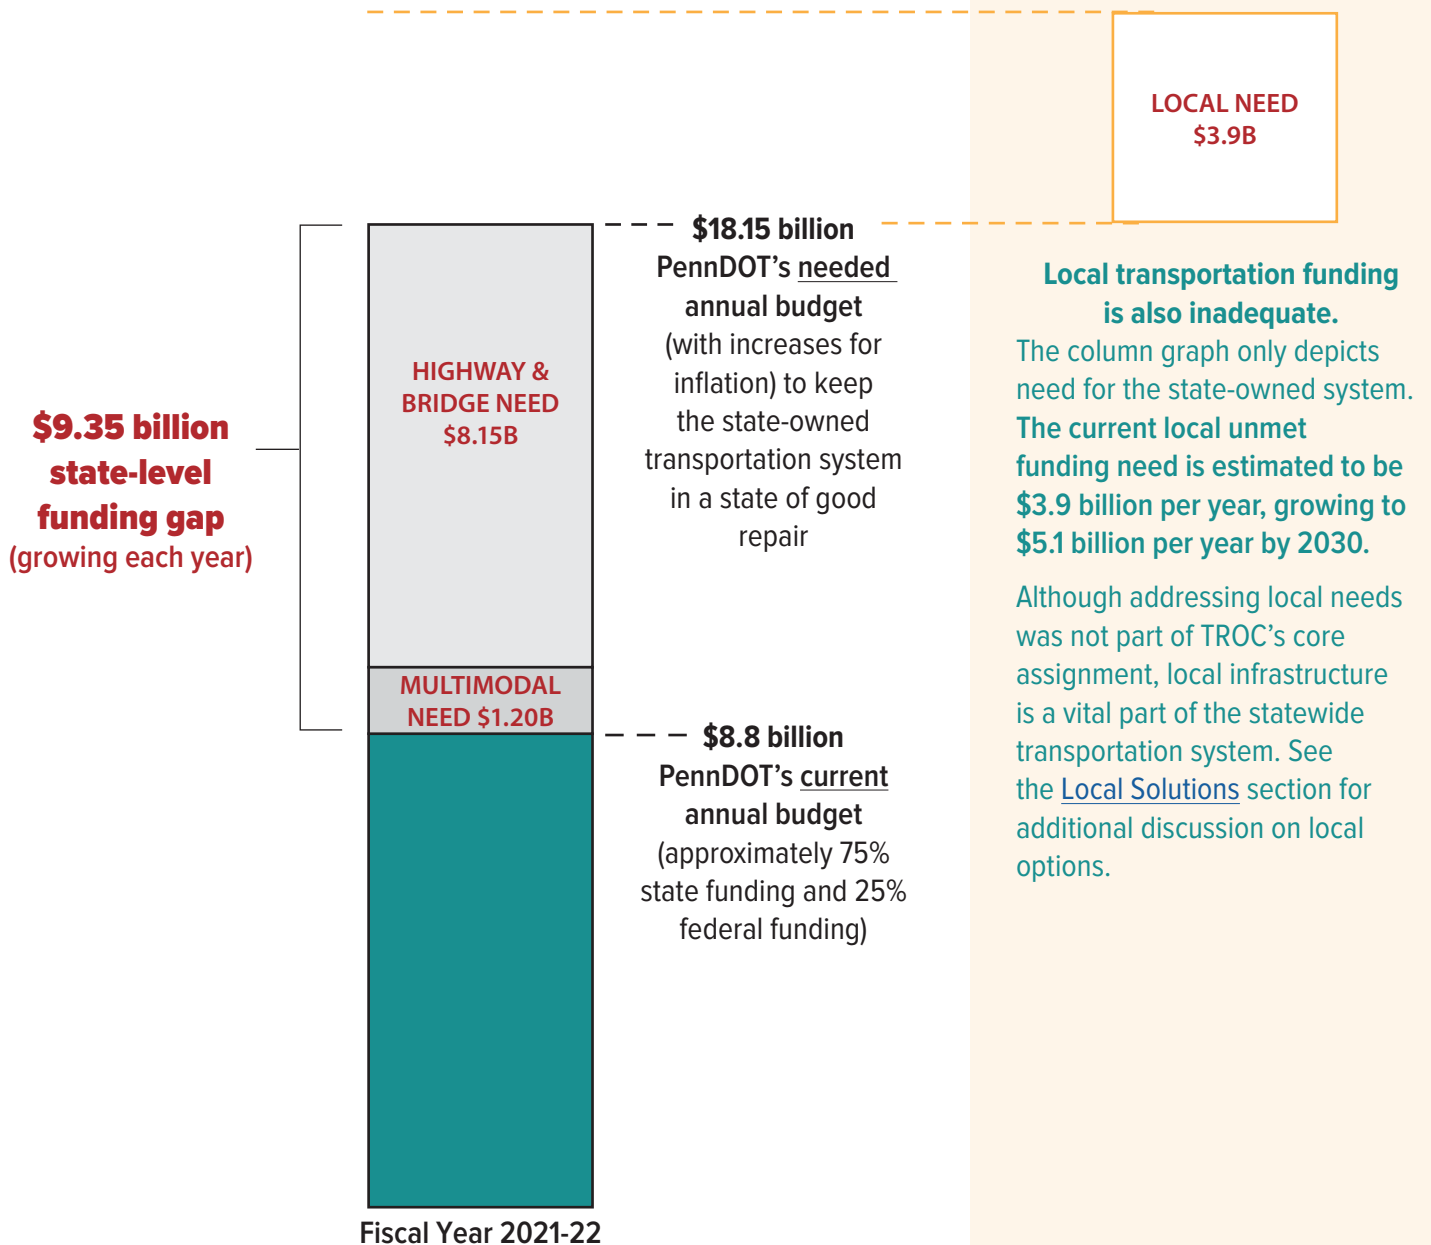 LOCAL NEED
$3.9B
$9.35 billion
state-level
funding gap
(growing each year)
HIGHWAY &
BRIDGE NEED
$8.15B
MULTIMODAL
NEED $1.20B
Fiscal Year 2021-22
$18.15 billion
PennDOT’s needed
annual budget
(with increases for
inflation) to keep
the state-owned
transportation system
in a state of good
repair
$8.8 billion
PennDOT’s current
annual budget
(approximately 75%
state funding and 25%
federal funding)
Local transportation funding
is also inadequate.
The column graph only depicts
need for the state-owned system.
The current local unmet
funding need is estimated to be
$3.9 billion per year, growing to
$5.1 billion per year by 2030.
Although addressing local needs
was not part of TROC’s core
assignment, local infrastructure
is a vital part of the statewide
transportation system. See
the Local Solutions section for
additional discussion on local
options.